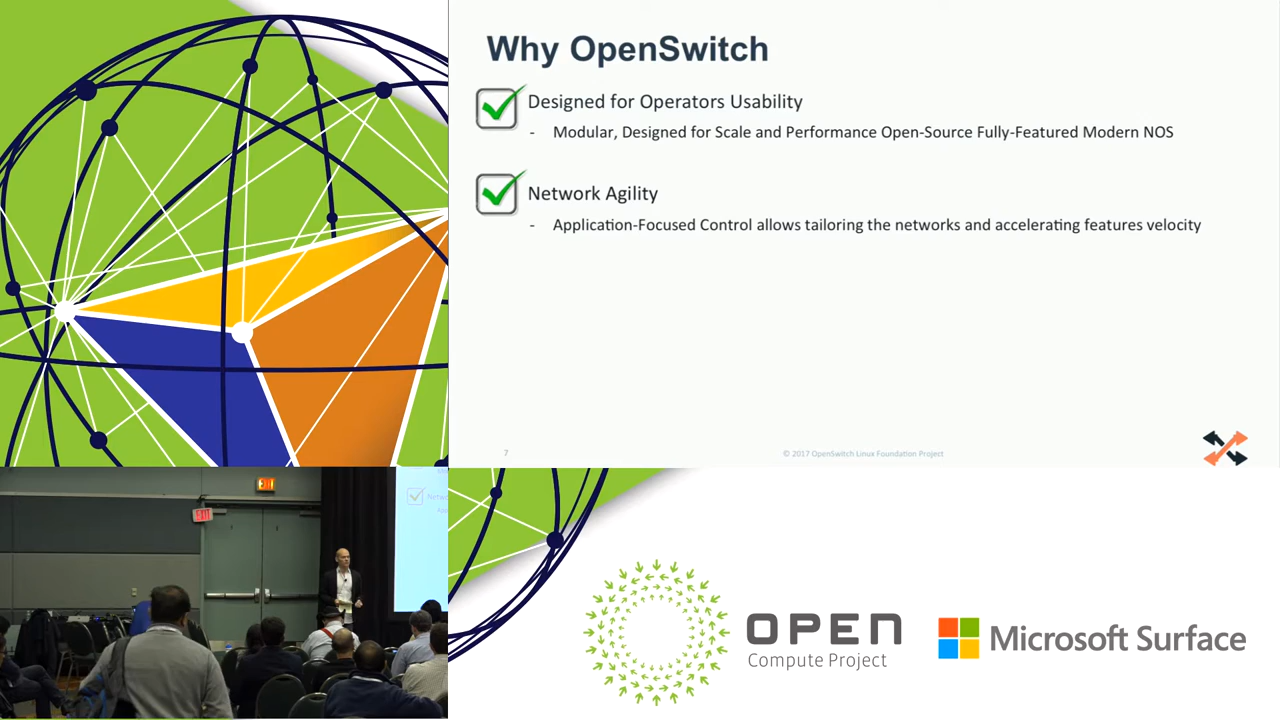 Why OpenSwitch
Designed for Operators Usability
- Modular, Designed for Scale and Performance Open-Source Fully-Featured Modern NOS
Network Agility
- Application-Focused Control allows tailoring the networks and accelerating features velocity
7
© 2017 OpenSwitch Linux Foundation Project
EXIT
OPEN
Compute Project
Microsoft Surface